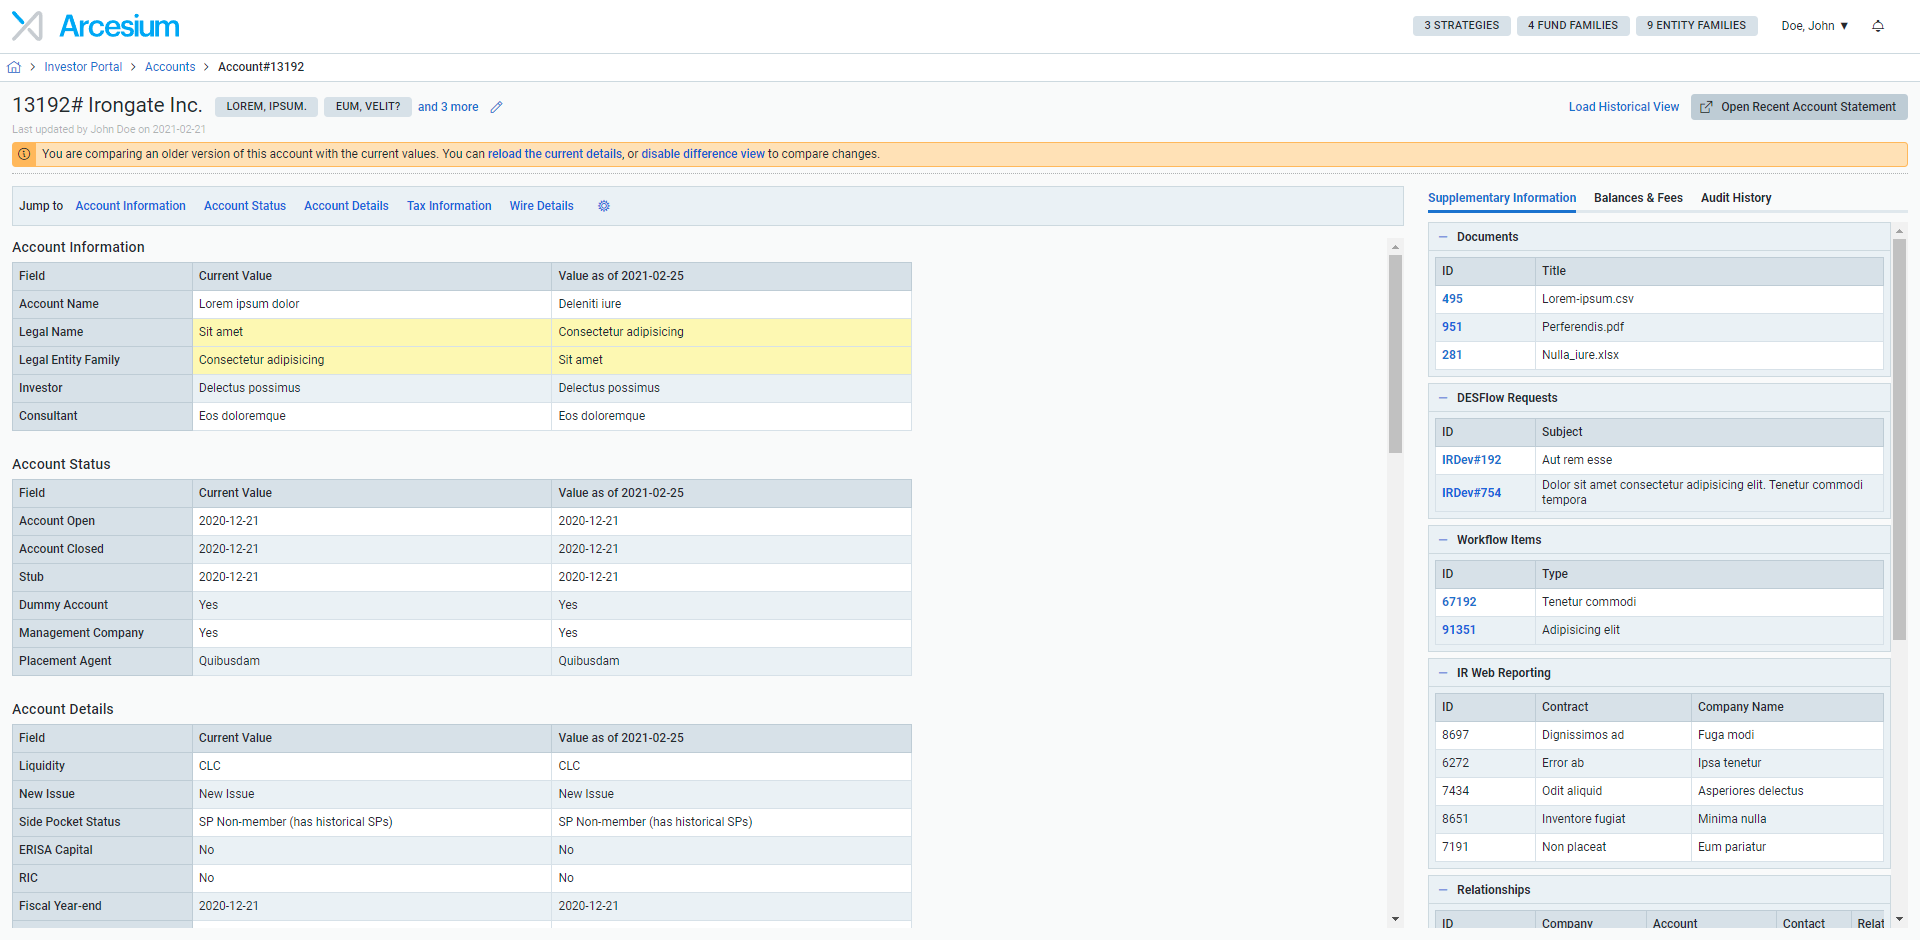 Arcesium
3 STRATEGIES 4 FUND FAMILIES 9 ENTITY FAMILIES Doe, John ▼
Investor Portal > Accounts > Account#13192
13192# Irongate Inc. LOREM, IPSUM. EUM, VELIT? and 3 more
Load Historical View Open Recent Account Statement
Last updated by John Doe on 2021-02-21
You are comparing an older version of this account with the current values. You can reload the current details, or disable difference view to compare changes.
Jump to Account Information Account Status Account Details Tax Information Wire Details
Account Information
Field Current Value Value as of 2021-02-25
Account Name Lorem ipsum dolor Deleniti iure
Legal Name Sit amet Consectetur adipisicing
Legal Entity Family Consectetur adipisicing Sit amet
Investor Delectus possimus Delectus possimus
Consultant Eos doloremque Eos doloremque
Account Status
Field Current Value Value as of 2021-02-25
Account Open 2020-12-21 2020-12-21
Account Closed 2020-12-21 2020-12-21
Stub 2020-12-21 2020-12-21
Dummy Account Yes Yes
Management Company Yes Yes
Placement Agent Quibusdam Quibusdam
Account Details
Field Current Value Value as of 2021-02-25
Liquidity CLC CLC
New Issue New Issue New Issue
Side Pocket Status SP Non-member (has historical SPs) SP Non-member (has historical SPs)
ERISA Capital No No
RIC No No
Fiscal Year-end 2020-12-21 2020-12-21
Supplementary Information Balances & Fees Audit History
Documents
ID Title
495 Lorem-ipsum.csv
951 Perferendis.pdf
281 Nulla_iure.xlsx
DESFlow Requests
ID Subject
IRDev#192 Aut rem esse
IRDev#754 Dolor sit amet consectetur adipisicing elit. Tenetur commodi
tempora
Workflow Items
ID Type
67192 Tenetur commodi
91351 Adipisicing elit
IR Web Reporting
ID Contract Company Name
8697 Dignissimos ad Fuga modi
6272 Error ab Ipsa tenetur
7434 Odit aliquid Asperiores delectus
8651 Inventore fugiat Minima nulla
7191 Non placeat Eum pariatur
Relationships
ID Company Account Contact Relat